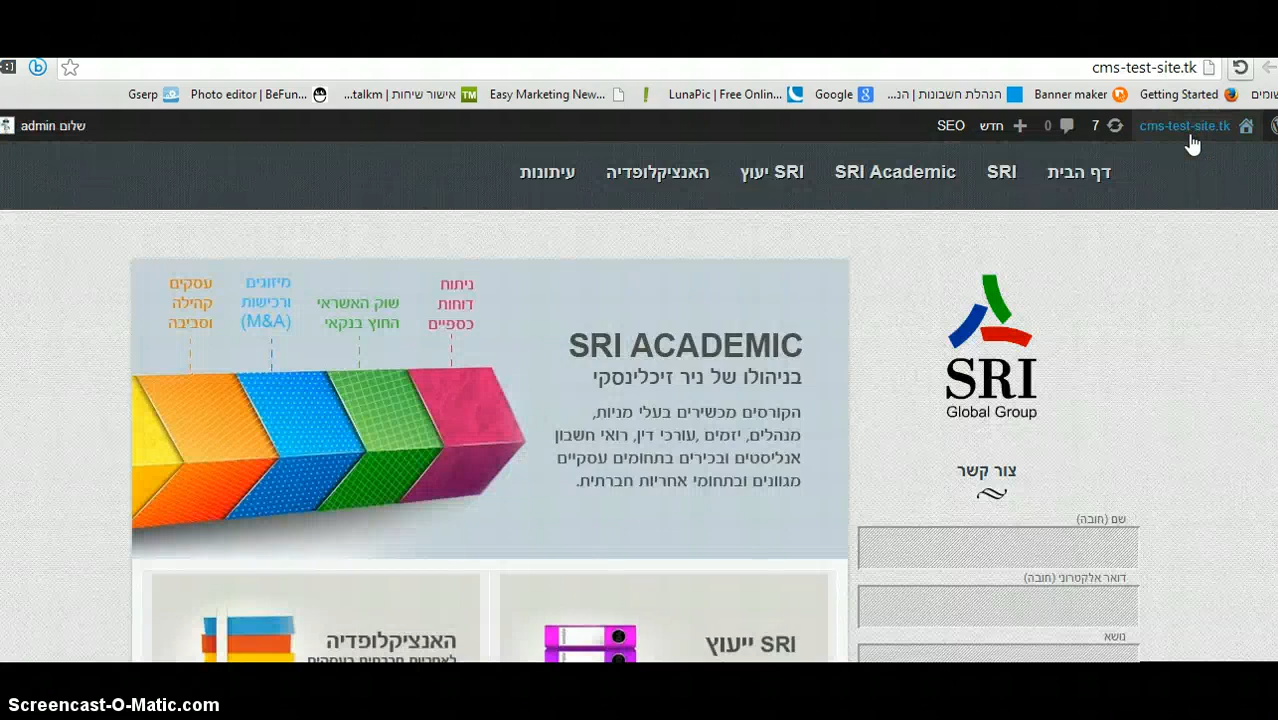 cms-test-site.tk
שומים
Getting Started
Banner maker
הנהלת חשבונות | הנ...
Google
LunaPic | Free Onlin...
Easy Marketing New...
אישור שיחות | talkm...
Photo editor | BeFun...
Gserp
cms-test-site.tk
7
0
חדש
SEO
שלום admin
דף הבית
SRI
SRI Academic
SRI יעוץ
האנציקלופדיה
עיתונות
ניתוח
דוחות
כספיים
שוק האשראי
החוץ בנקאי
מיזוגים
ורכישות
(M&A)
עסקים
קהילה
וסביבה
SRI ACADEMIC
בניהולו של ניר זיכלינסקי
הקורסים מכשירים בעלי מניות,
מנהלים, יזמים ,עורכי דין, רואי חשבון
אנליסטים ובכירים בתחומים עסקיים
מגוונים ובתחומי אחריות חברתית.
SRI
Global Group
צור קשר
שם (חובה)
דואר אלקטרוני (חובה)
נושא
SRI ייעוץ
האנציקלופדיה
לאחריות חברתית בעסקים
Screencast-O-Matic.com